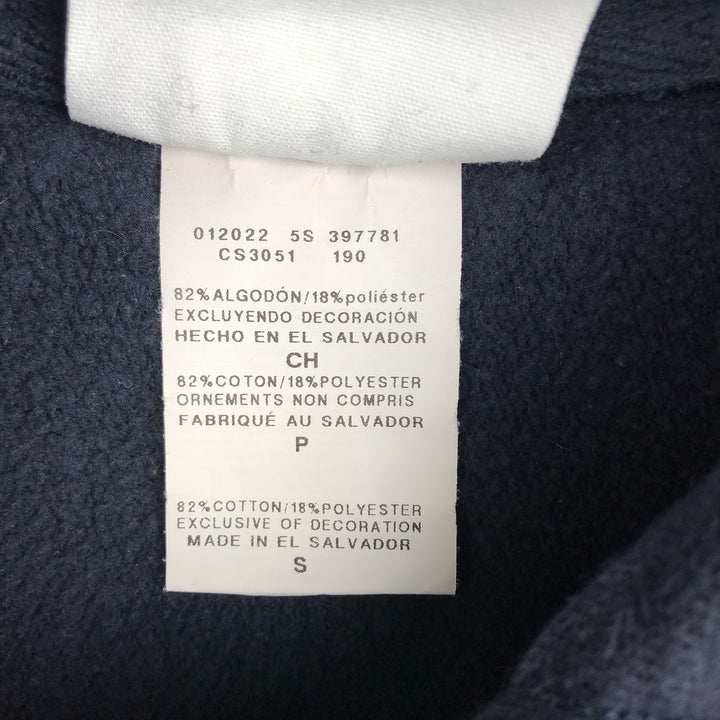 012022 5S 397781
CS3051 190
82%ALGODÓN/18%poliéster
EXCLUYENDO DECORACIÓN
HECHO EN EL SALVADOR
CH
82%COTON/18%POLYESTER
ORNEMENTS NON COMPRIS
FABRIQUÉ AU SALVADOR
P
82%COTTON/18%POLYESTER
EXCLUSIVE OF DECORATION
MADE IN EL SALVADOR
S